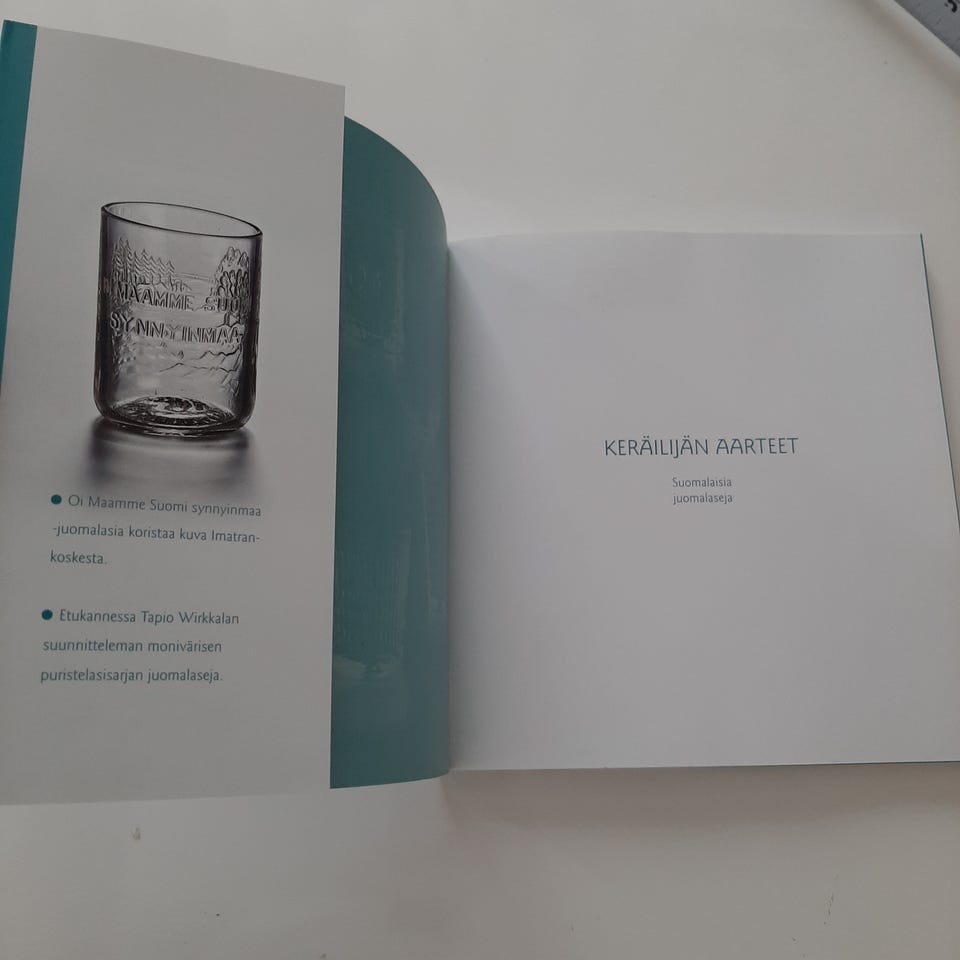 MAAMME SUO
SYNNYINMAA
● Oi Maamme Suomi synnyinmaa
-juomalasia koristaa kuva Imatran-
koskesta.
● Etukannessa Tapio Wirkkalan
suunnitteleman monivärisen
puristelasisarjan juomalaseja.
KERÄILIJÄN AARTEET
Suomalaisia
juomalaseja